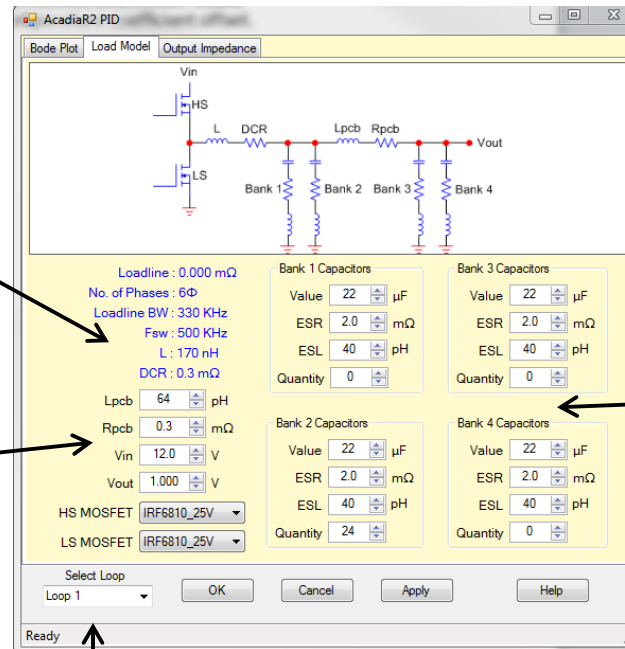 AcadiaR2 PID
Bode Plot Load Model Output Impedance
Vin
HS
L DCR Lpcb Rpcb
Vout
LS
Bank 1 Bank 2 Bank 3 Bank 4
Loadline : 0.000 mΩ
No. of Phases : 6Φ
Loadline BW : 330 KHz
Fsw : 500 KHz
L : 170 nH
DCR : 0.3 mΩ
Lpcb 64 pH
Rpcb 0.3 mΩ
Vin 12.0 V
Vout 1.000 V
HS MOSFET IRF6810_25V
LS MOSFET IRF6810_25V
Bank 1 Capacitors
Value 22 µF
ESR 2.0 mΩ
ESL 40 pH
Quantity 0
Bank 2 Capacitors
Value 22 µF
ESR 2.0 mΩ
ESL 40 pH
Quantity 24
Bank 3 Capacitors
Value 22 µF
ESR 2.0 mΩ
ESL 40 pH
Quantity 0
Bank 4 Capacitors
Value 22 µF
ESR 2.0 mΩ
ESL 40 pH
Quantity 0
Select Loop
Loop 1 OK Cancel Apply Help
Ready